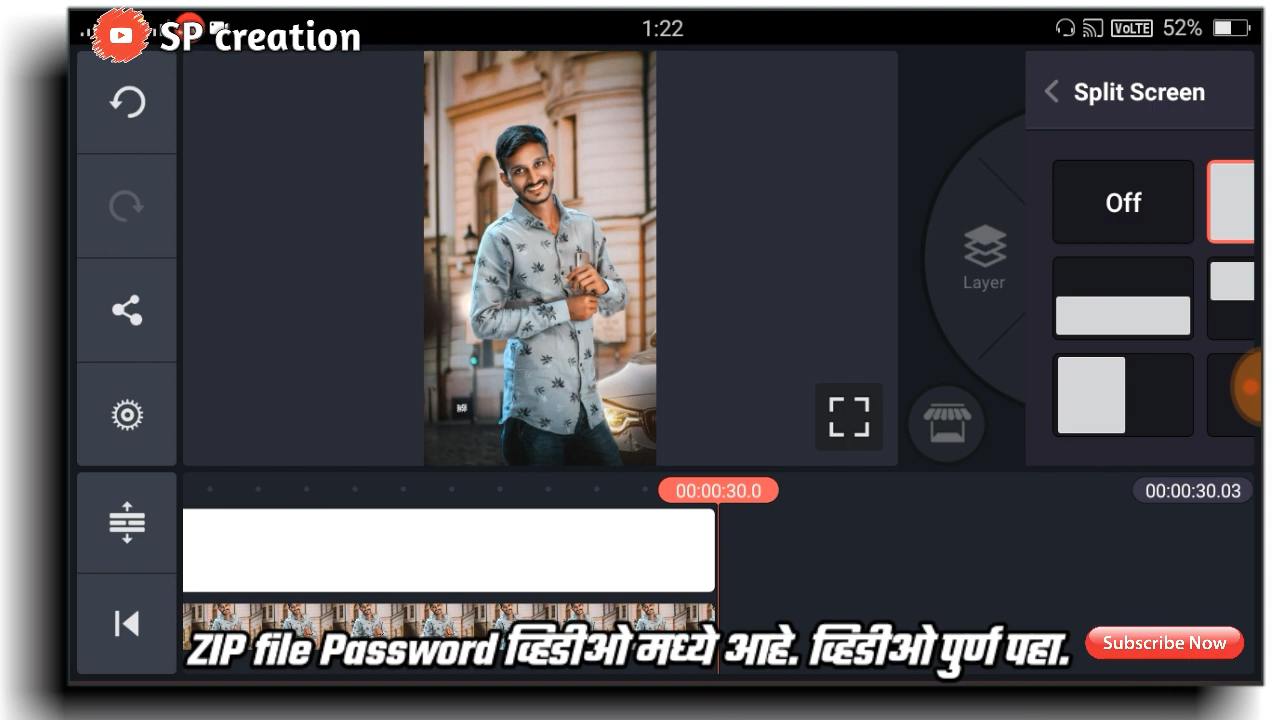 SP creation
1:22
VoLTE 52%
Split Screen
Off
Layer
00:00:30.0
00:00:30.03
ZIP file Password व्हिडीओ मध्ये आहे. व्हिडीओ पुर्ण पहा.
Subscribe Now